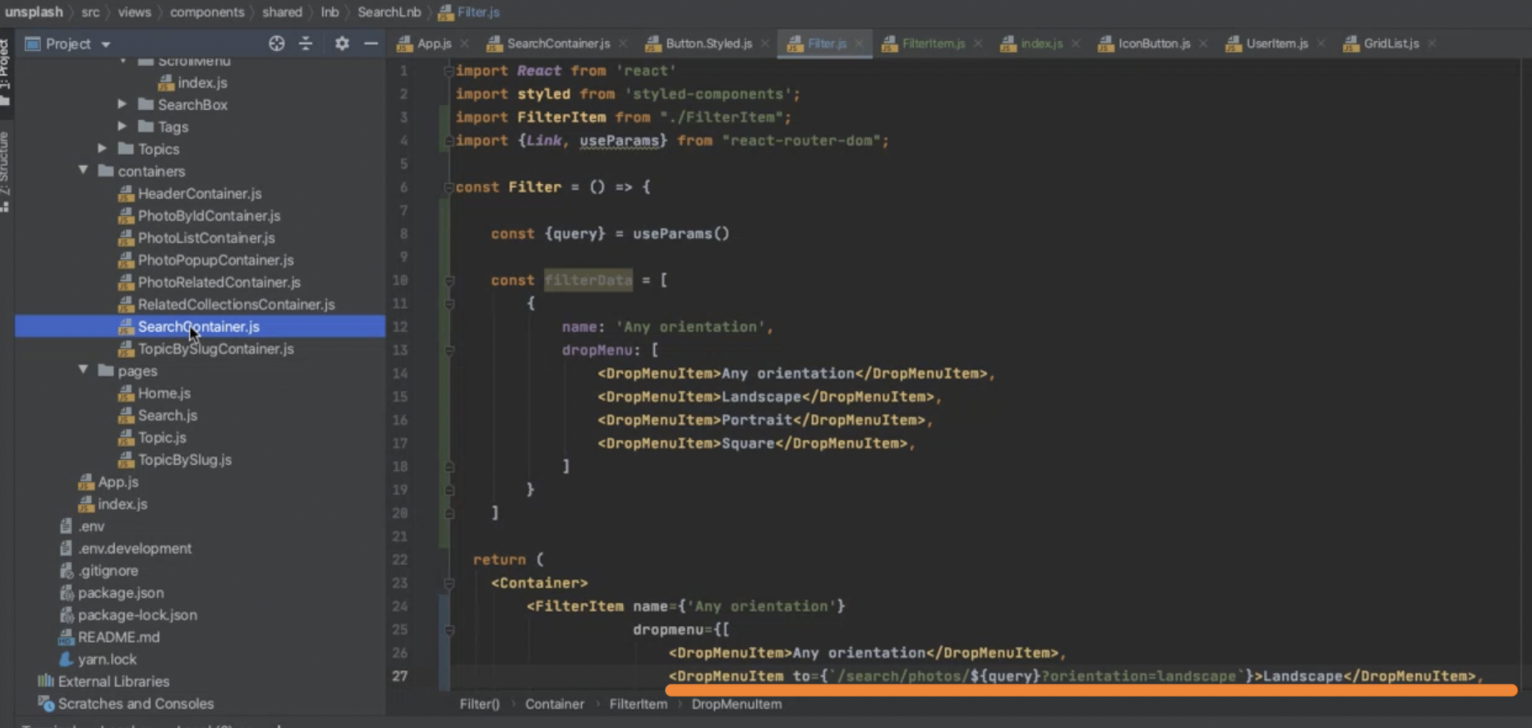 unsplash src views components shared lnb SearchLnb Filter.js
Project
App.js SearchContainer.js Button.Styled.js Filter.js FilterItem.js index.js IconButton.js UserItem.js GridList.js
1: Project
Z: Structure
ScrollMenu
index.js
SearchBox
Tags
Topics
containers
HeaderContainer.js
PhotoByIdContainer.js
PhotoListContainer.js
PhotoPopupContainer.js
PhotoRelatedContainer.js
RelatedCollectionsContainer.js
SearchContainer.js
TopicBySlugContainer.js
pages
Home.js
Search.js
Topic.js
TopicBySlug.js
App.js
index.js
.env
.env.development
.gitignore
package.json
package-lock.json
README.md
yarn.lock
External Libraries
Scratches and Consoles
1 import React from 'react'
2 import styled from 'styled-components';
3 import FilterItem from "./FilterItem";
4 import {Link, useParams} from "react-router-dom";
5
6 const Filter = () => {
7
8 const {query} = useParams()
9
10 const filterData = [
11 {
12 name: 'Any orientation',
13 dropMenu: [
14 <DropMenuItem>Any orientation</DropMenuItem>,
15 <DropMenuItem>Landscape</DropMenuItem>,
16 <DropMenuItem>Portrait</DropMenuItem>,
17 <DropMenuItem>Square</DropMenuItem>,
18 ]
19 }
20 ]
21
22 return (
23 <Container>
24 <FilterItem name={'Any orientation'}
25 dropmenu={[
26 <DropMenuItem>Any orientation</DropMenuItem>,
27 <DropMenuItem to={`/search/photos/${query}?orientation=landscape`}>Landscape</DropMenuItem>,
Filter() Container FilterItem DropMenuItem